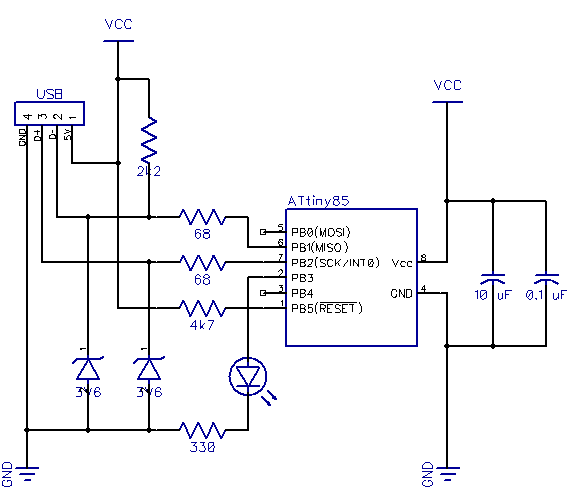 VCC
USB
4
3
2
1
GND
D+
D-
5V
2k2
VCC
ATtiny85
68
5
PB0(MOSI)
6
PB1(MISO)
68
7
PB2(SCK/INT0)
Vcc
8
2
PB3
3
PB4
GND
4
4k7
1
PB5(RESET)
10 uF
0.1 uF
1
3V6
1
3V6
330
GND
GND